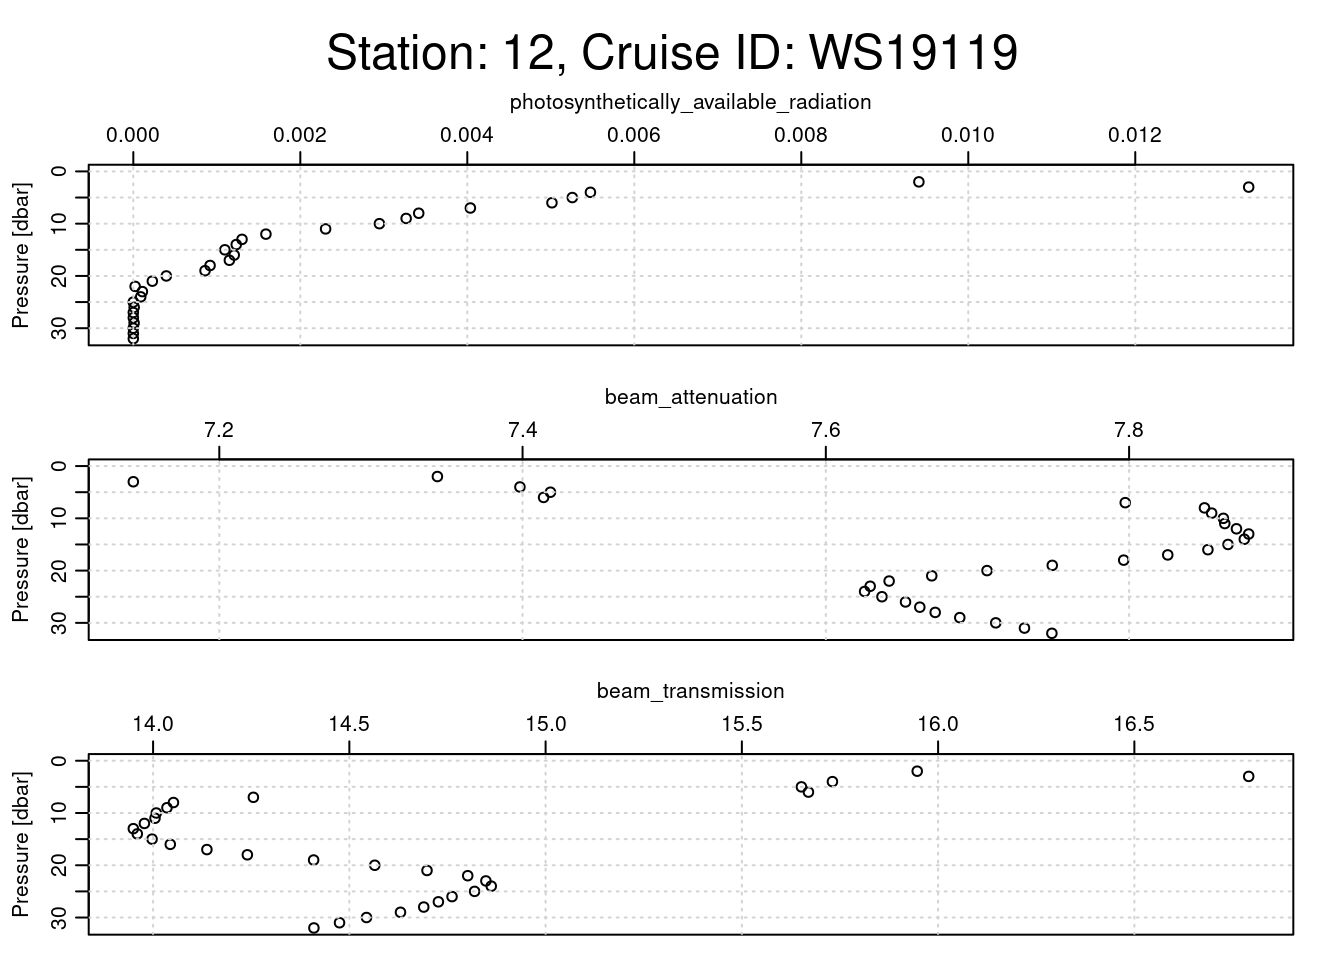 Station: 12, Cruise ID: WS19119
photosynthetically_available_radiation
0.000 0.002 0.004 0.006 0.008 0.010 0.012
Pressure [dbar]
0
10
20
30
beam_attenuation
7.2 7.4 7.6 7.8
Pressure [dbar]
0
10
20
30
beam_transmission
14.0 14.5 15.0 15.5 16.0 16.5
Pressure [dbar]
0
10
20
30